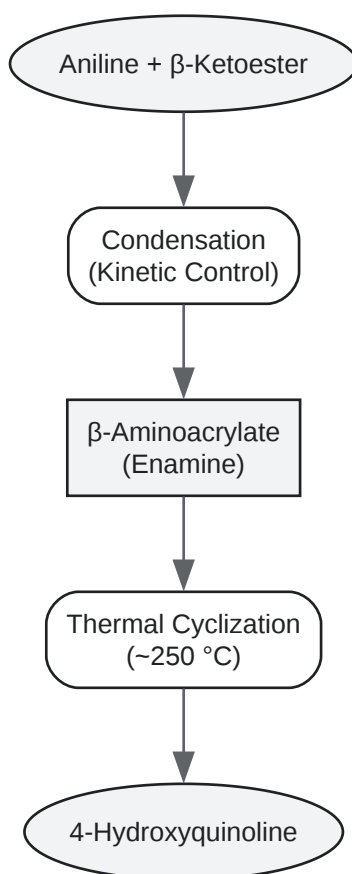 Aniline + β-Ketoester
Condensation
(Kinetic Control)
β-Aminoacrylate
(Enamine)
Thermal Cyclization
(~250 °C)
4-Hydroxyquinoline